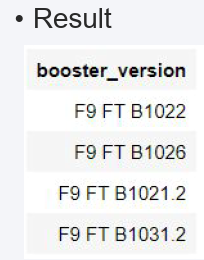 • Result
booster_version
F9 FT B1022
F9 FT B1026
F9 FT B1021.2
F9 FT B1031.2